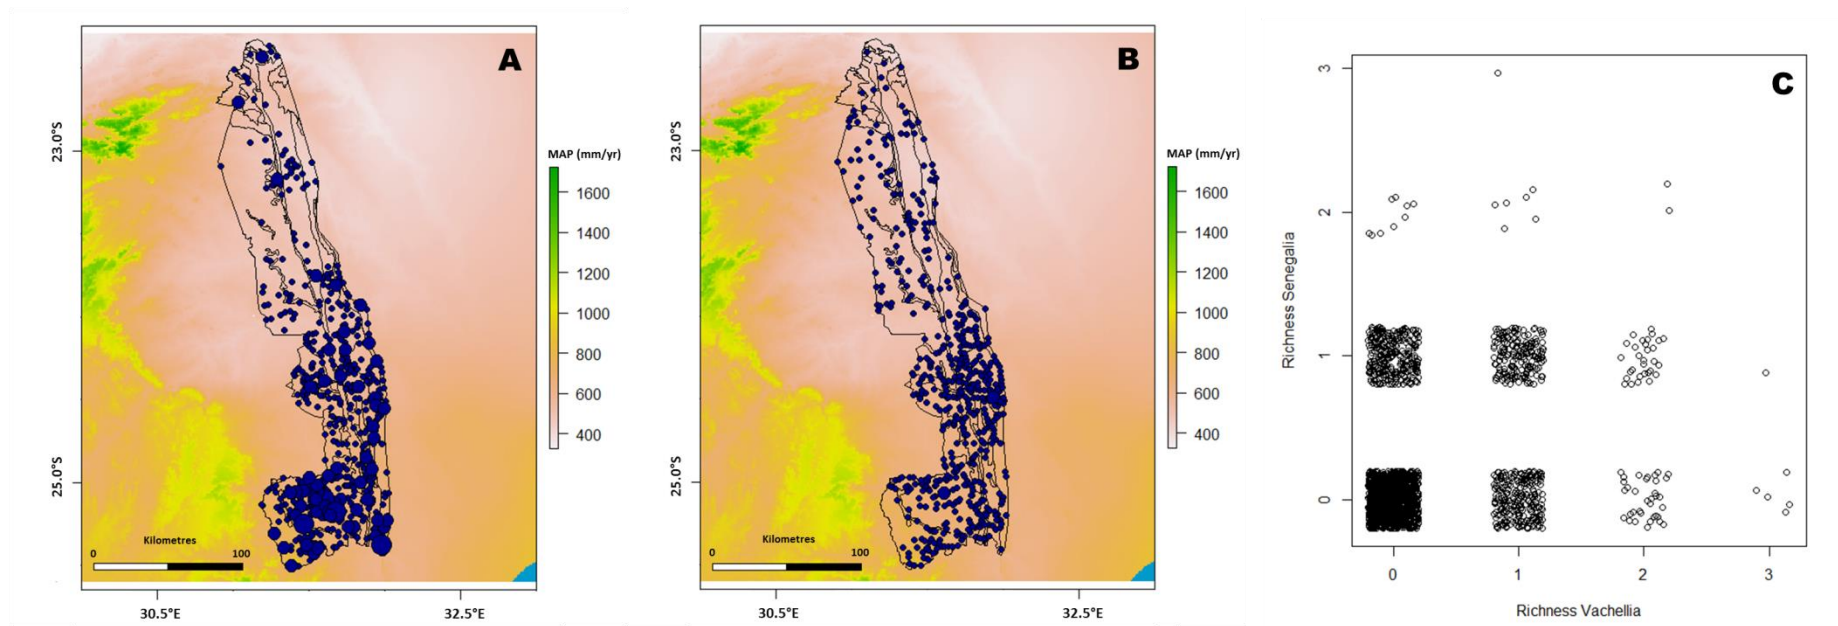 A
23.0°S
25.0°S
Kilometres
0 100
30.5°E 32.5°E
MAP (mm/yr)
1600
1400
1200
1000
800
600
400
B
23.0°S
25.0°S
Kilometres
0 100
30.5°E 32.5°E
MAP (mm/yr)
1600
1400
1200
1000
800
600
400
C
Richness Senegalia
3
2
1
0
0 1 2 3
Richness Vachellia